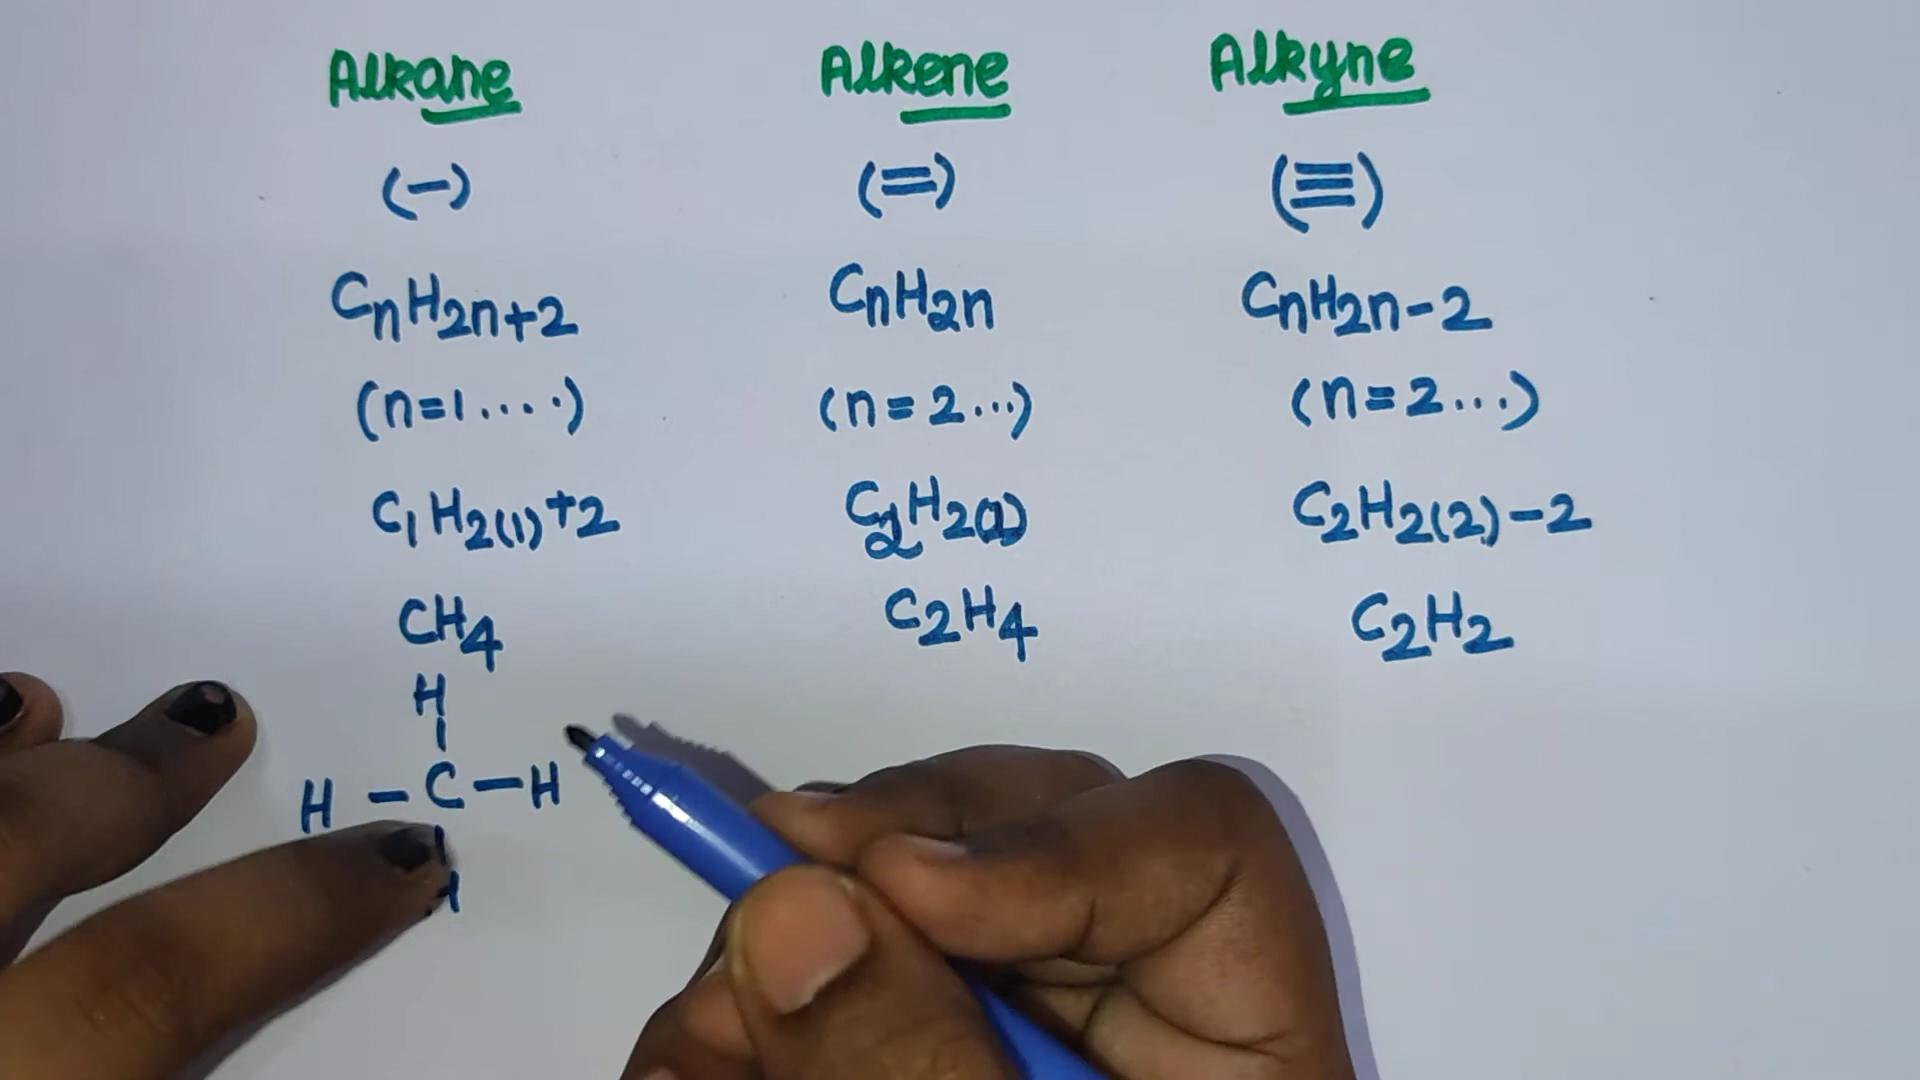 Alkane Alkene Alkyne
(-) (=) (≡)
CnH2n+2 CnH2n CnH2n-2
(n=1....) (n=2...) (n=2...)
C1H2(1)+2 C2H2(2) C2H2(2)-2
CH4 C2H4 C2H2
H
H-C-H
H